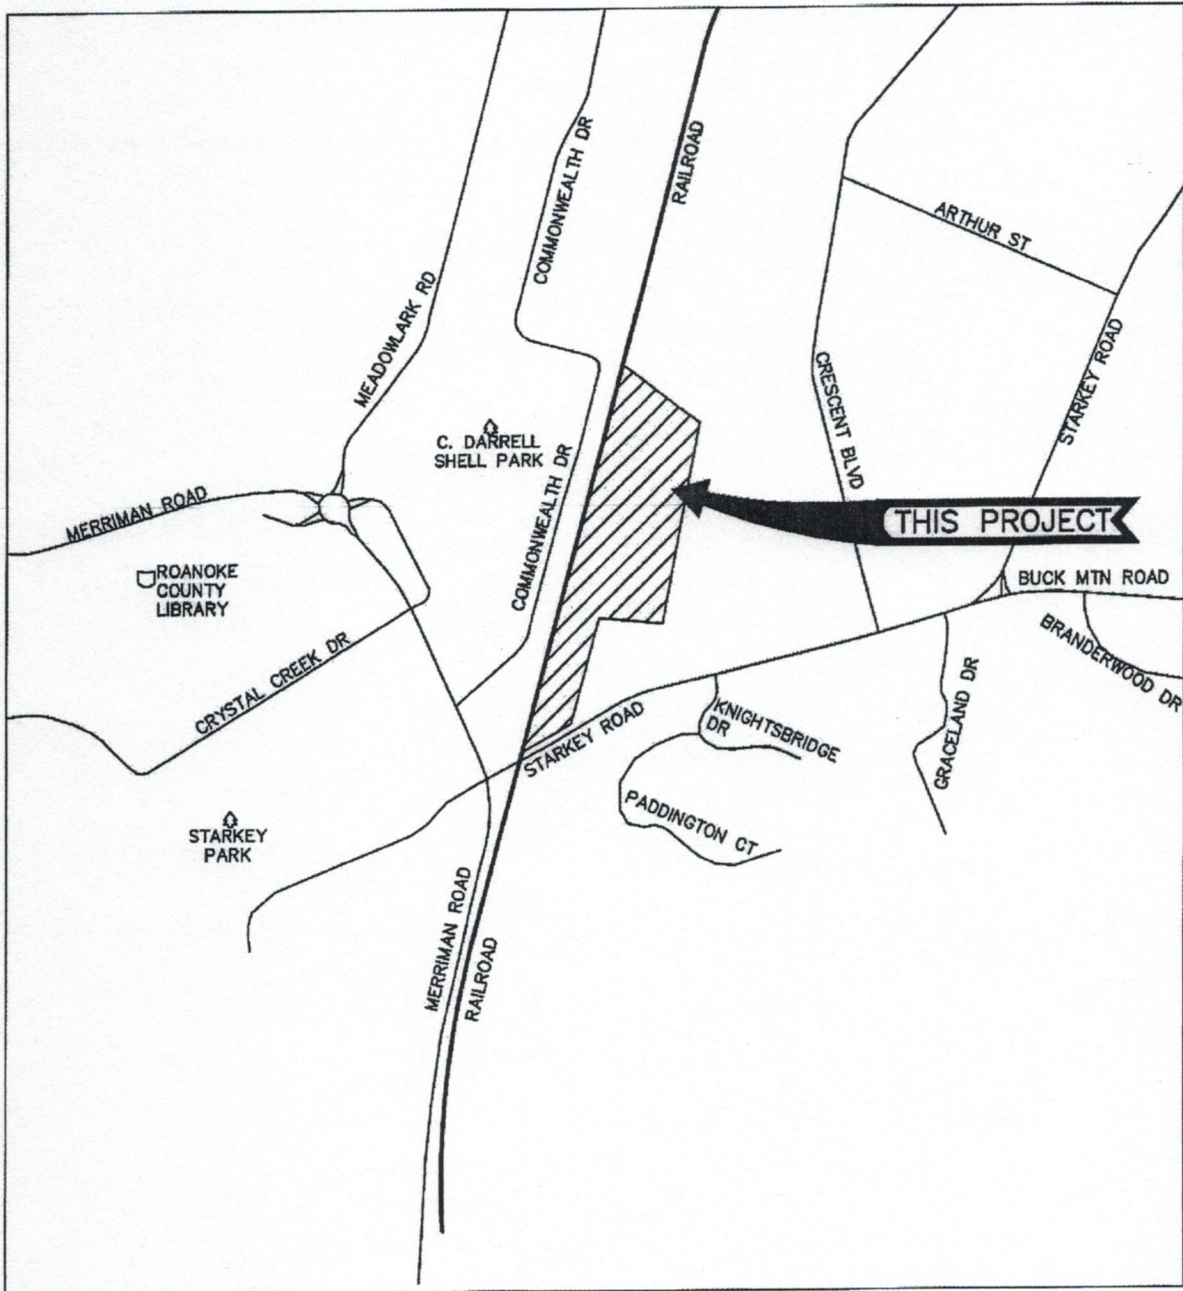 COMMONWEALTH DR
RAILROAD
ARTHUR ST
MEADOWLARK RD
STARKEY ROAD
CRESCENT BLVD
C. DARRELL
SHELL PARK
COMMONWEALTH DR
MERRIMAN ROAD
THIS PROJECT
ROANOKE
COUNTY
LIBRARY
BUCK MTN ROAD
BRANDERWOOD DR
CRYSTAL CREEK DR
GRACELAND DR
STARKEY ROAD
KNIGHTSBRIDGE
DR
PADDINGTON CT
STARKEY
PARK
MERRIMAN ROAD
RAILROAD